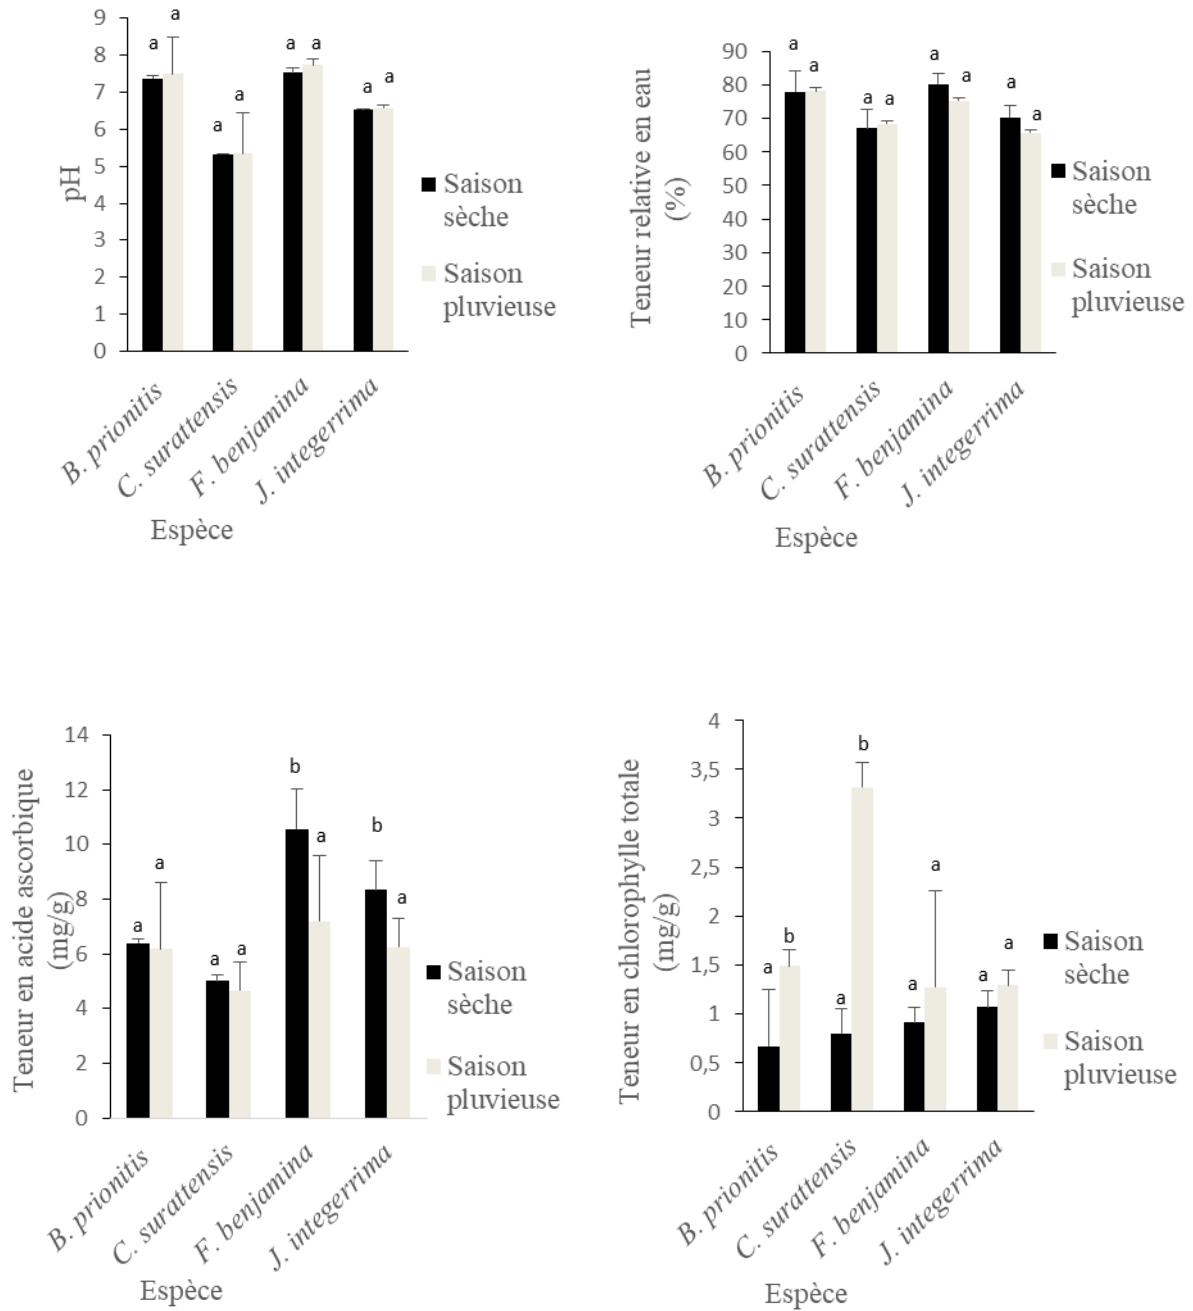 9
8
7
6
5
4
3
2
1
0
pH
a a
a a
a a
a a
B. prionitis
C. surattensis
F. benjamina
J. integerrima
Espèce
Saison
sèche
Saison
pluvieuse
90
80
70
60
50
40
30
20
10
0
Teneur relative en eau
(%)
a a
a a
a a
a a
B. prionitis
C. surattensis
F. benjamina
J. integerrima
Espèce
Saison
sèche
Saison
pluvieuse
14
12
10
8
6
4
2
0
Teneur en acide ascorbique
(mg/g)
a a
a a
b a
b a
B. prionitis
C. surattensis
F. benjamina
J. integerrima
Espèce
Saison
sèche
Saison
pluvieuse
4
3,5
3
2,5
2
1,5
1
0,5
0
Teneur en chlorophylle totale
(mg/g)
a b
a b
a a
a a
B. prionitis
C. surattensis
F. benjamina
J. integerrima
Espèce
Saison
sèche
Saison
pluvieuse